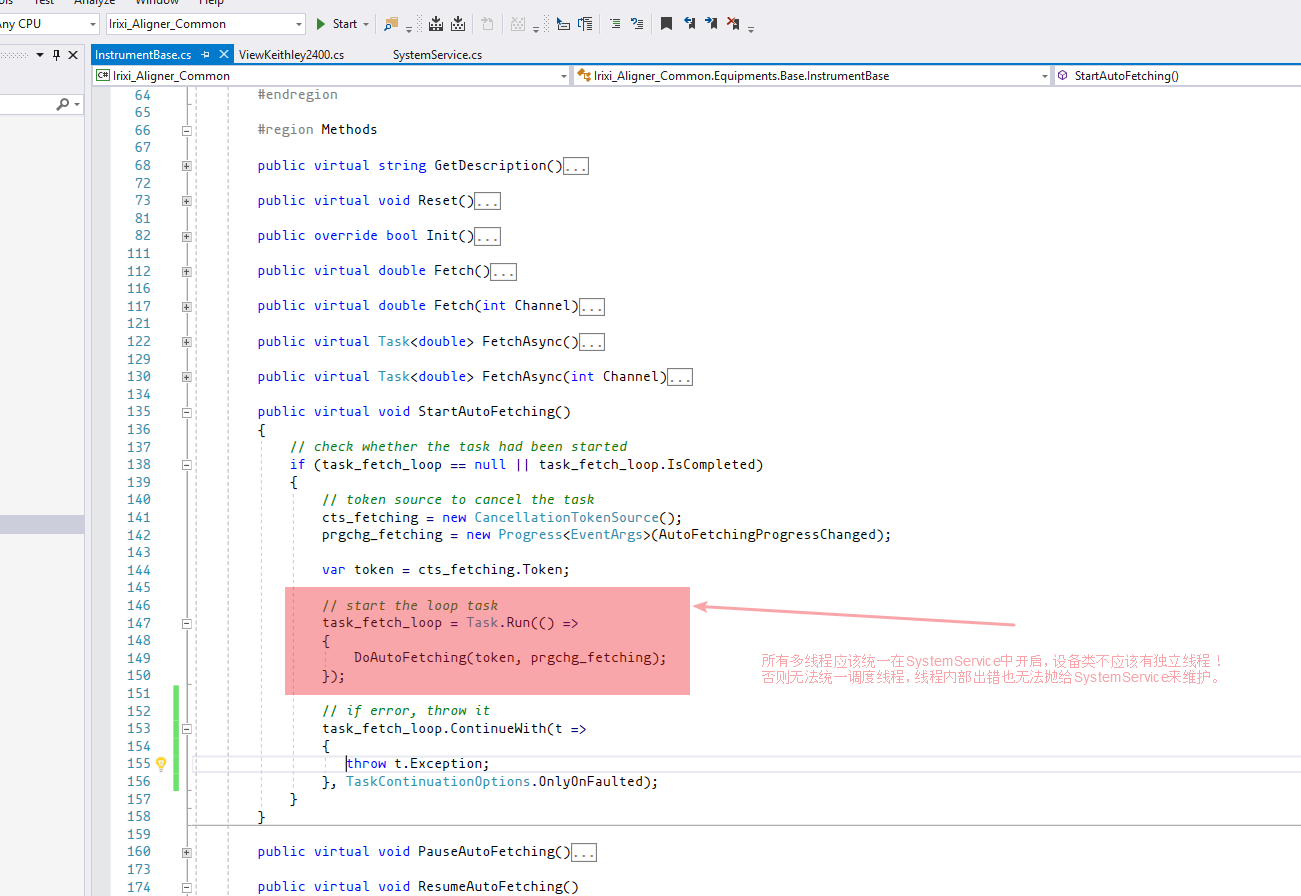 Test Analyze Window Help
Any CPU Irixi_Aligner_Common Start
InstrumentBase.cs ViewKeithley2400.cs SystemService.cs
C# Irixi_Aligner_Common Irixi_Aligner_Common.Equipments.Base.InstrumentBase StartAutoFetching()
64 #endregion
65
66 #region Methods
67
68 public virtual string GetDescription()...
72
73 public virtual void Reset()...
81
82 public override bool Init()...
111
112 public virtual double Fetch()...
116
117 public virtual double Fetch(int Channel)...
121
122 public virtual Task<double> FetchAsync()...
129
130 public virtual Task<double> FetchAsync(int Channel)...
134
135 public virtual void StartAutoFetching()
136 {
137 // check whether the task had been started
138 if (task_fetch_loop == null || task_fetch_loop.IsCompleted)
139 {
140 // token source to cancel the task
141 cts_fetching = new CancellationTokenSource();
142 prgchg_fetching = new Progress<EventArgs>(AutoFetchingProgressChanged);
143
144 var token = cts_fetching.Token;
145
146 // start the loop task
147 task_fetch_loop = Task.Run(() =>
148 {
149 DoAutoFetching(token, prgchg_fetching);
150 });
所有多线程应该统一在SystemService中开启，设备类不应该有独立线程！
否则无法统一调度线程，线程内部出错也无法抛给SystemService来维护。
151
152 // if error, throw it
153 task_fetch_loop.ContinueWith(t =>
154 {
155 throw t.Exception;
156 }, TaskContinuationOptions.OnlyOnFaulted);
157 }
158 }
159
160 public virtual void PauseAutoFetching()...
173
174 public virtual void ResumeAutoFetching()